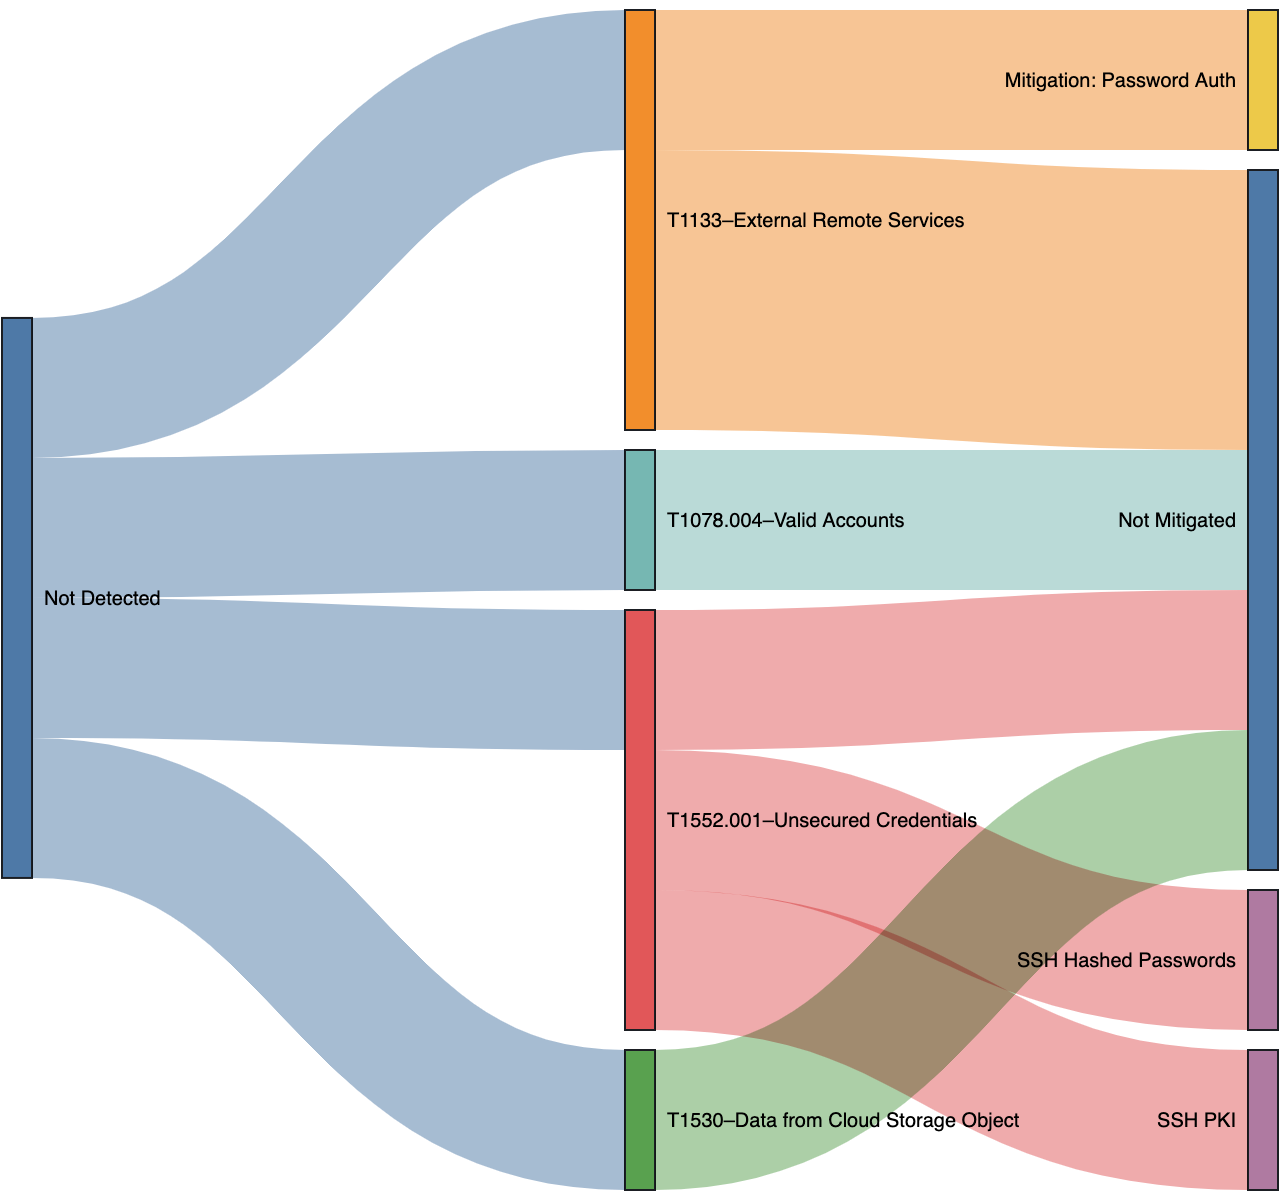 Mitigation: Password Auth
T1133–External Remote Services
T1078.004–Valid Accounts
Not Mitigated
Not Detected
T1552.001–Unsecured Credentials
SSH Hashed Passwords
T1530–Data from Cloud Storage Object
SSH PKI